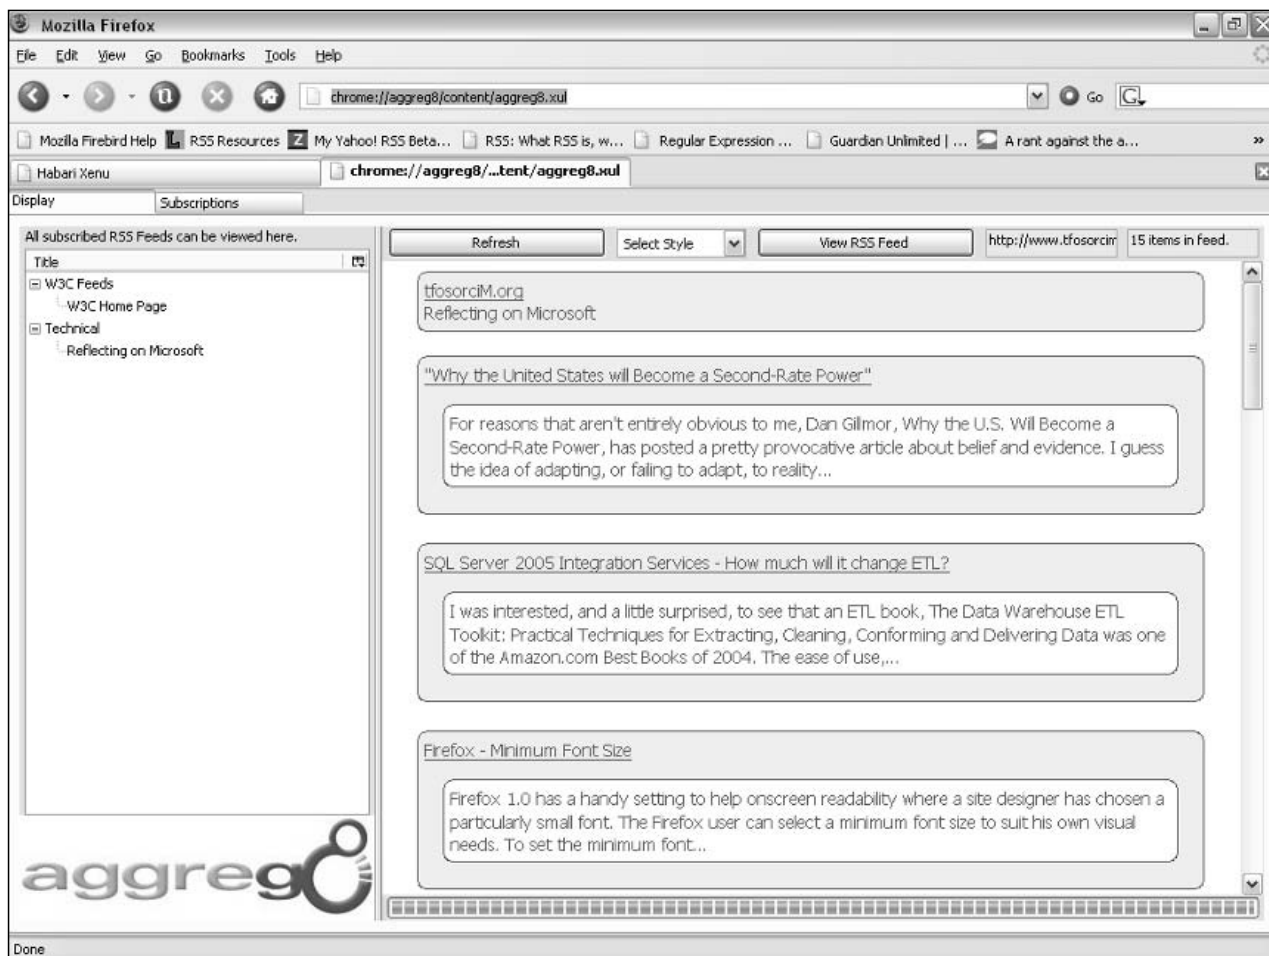 Mozilla Firefox
File Edit View Go Bookmarks Tools Help
chrome://aggreg8/content/aggreg8.xul Go G
Mozilla Firebird Help RSS Resources Z My Yahoo! RSS Beta... RSS: What RSS is, w... Regular Expression ... Guardian Unlimited | ... A rant against the a... »
Habari Xenu chrome://aggreg8/...tent/aggreg8.xul
Display Subscriptions
All subscribed RSS Feeds can be viewed here.
Refresh Select Style View RSS Feed http://www.tfosorcim 15 items in feed.
Title
W3C Feeds
W3C Home Page
Technical
Reflecting on Microsoft
tfosorciM.org
Reflecting on Microsoft
"Why the United States will Become a Second-Rate Power"
For reasons that aren't entirely obvious to me, Dan Gillmor, Why the U.S. Will Become a
Second-Rate Power, has posted a pretty provocative article about belief and evidence. I guess
the idea of adapting, or failing to adapt, to reality...
SQL Server 2005 Integration Services - How much will it change ETL?
I was interested, and a little surprised, to see that an ETL book, The Data Warehouse ETL
Toolkit: Practical Techniques for Extracting, Cleaning, Conforming and Delivering Data was one
of the Amazon.com Best Books of 2004. The ease of use,...
Firefox - Minimum Font Size
Firefox 1.0 has a handy setting to help onscreen readability where a site designer has chosen a
particularly small font. The Firefox user can select a minimum font size to suit his own visual
needs. To set the minimum font...
aggreg8
Done